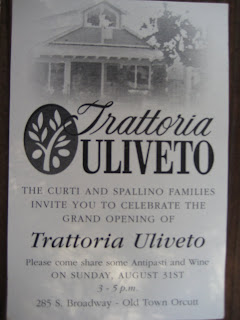 Trattoria
ULIVETO
THE CURTI AND SPALLINO FAMILIES
INVITE YOU TO CELEBRATE THE
GRAND OPENING OF
Trattoria Uliveto
Please come share some Antipasti and Wine
ON SUNDAY, AUGUST 31ST
3 - 5 p.m.
285 S. Broadway - Old Town Orcutt